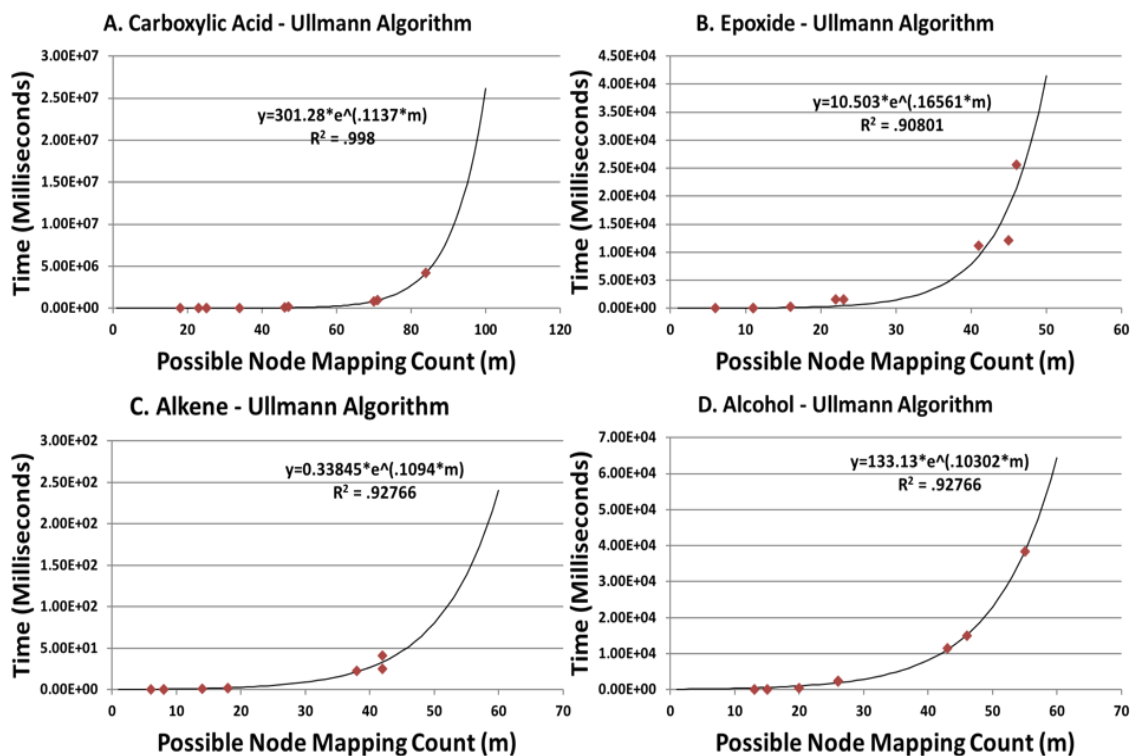 A. Carboxylic Acid - Ullmann Algorithm
Time (Milliseconds)
3.00E+07
2.50E+07
2.00E+07
1.50E+07
1.00E+07
5.00E+06
0.00E+00
y=301.28*e^(.1137*m)
R² = .998
0 20 40 60 80 100 120
Possible Node Mapping Count (m)
B. Epoxide - Ullmann Algorithm
Time (Milliseconds)
4.50E+04
4.00E+04
3.50E+04
3.00E+04
2.50E+04
2.00E+04
1.50E+04
1.00E+04
5.00E+03
0.00E+00
y=10.503*e^(.16561*m)
R² = .90801
0 10 20 30 40 50 60
Possible Node Mapping Count (m)
C. Alkene - Ullmann Algorithm
Time (Milliseconds)
3.00E+02
2.50E+02
2.00E+02
1.50E+02
1.00E+02
5.00E+01
0.00E+00
y=0.33845*e^(.1094*m)
R² = .92766
0 10 20 30 40 50 60 70
Possible Node Mapping Count (m)
D. Alcohol - Ullmann Algorithm
Time (Milliseconds)
7.00E+04
6.00E+04
5.00E+04
4.00E+04
3.00E+04
2.00E+04
1.00E+04
0.00E+00
y=133.13*e^(.10302*m)
R² = .92766
0 10 20 30 40 50 60 70
Possible Node Mapping Count (m)